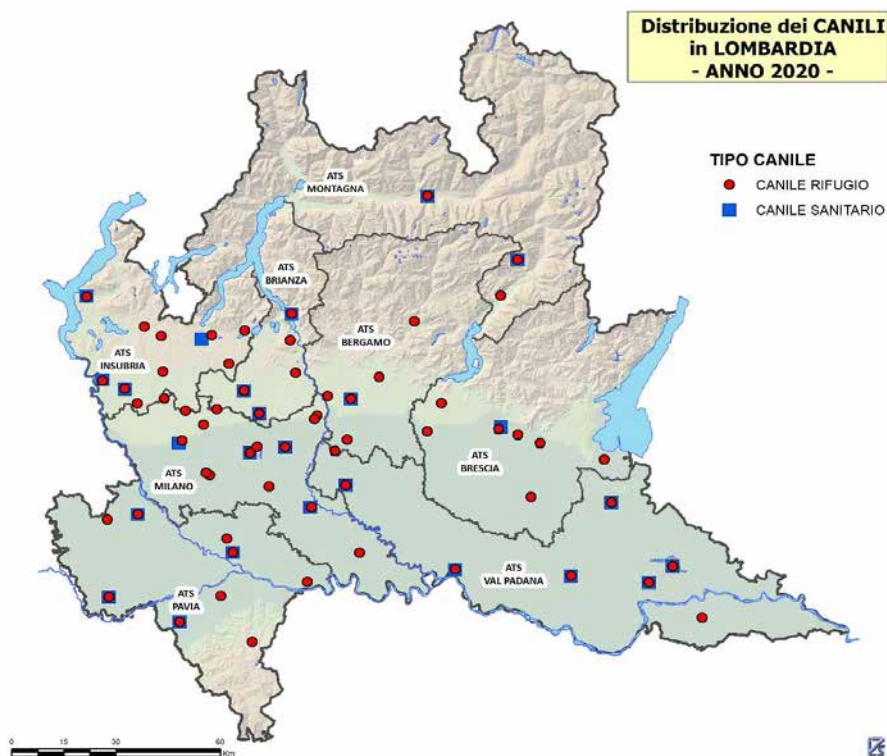 Distribuzione dei CANILI
in LOMBARDIA
- ANNO 2020 -
TIPO CANILE
CANILE RIFUGIO
CANILE SANITARIO
ATS
MONTAGNA
ATS
BRIANZA
ATS
INSUBRIA
ATS
BERGAMO
ATS
BRESCIA
ATS
MILANO
ATS
VAL PADANA
ATS
PAVIA
0 15 30 60
Km